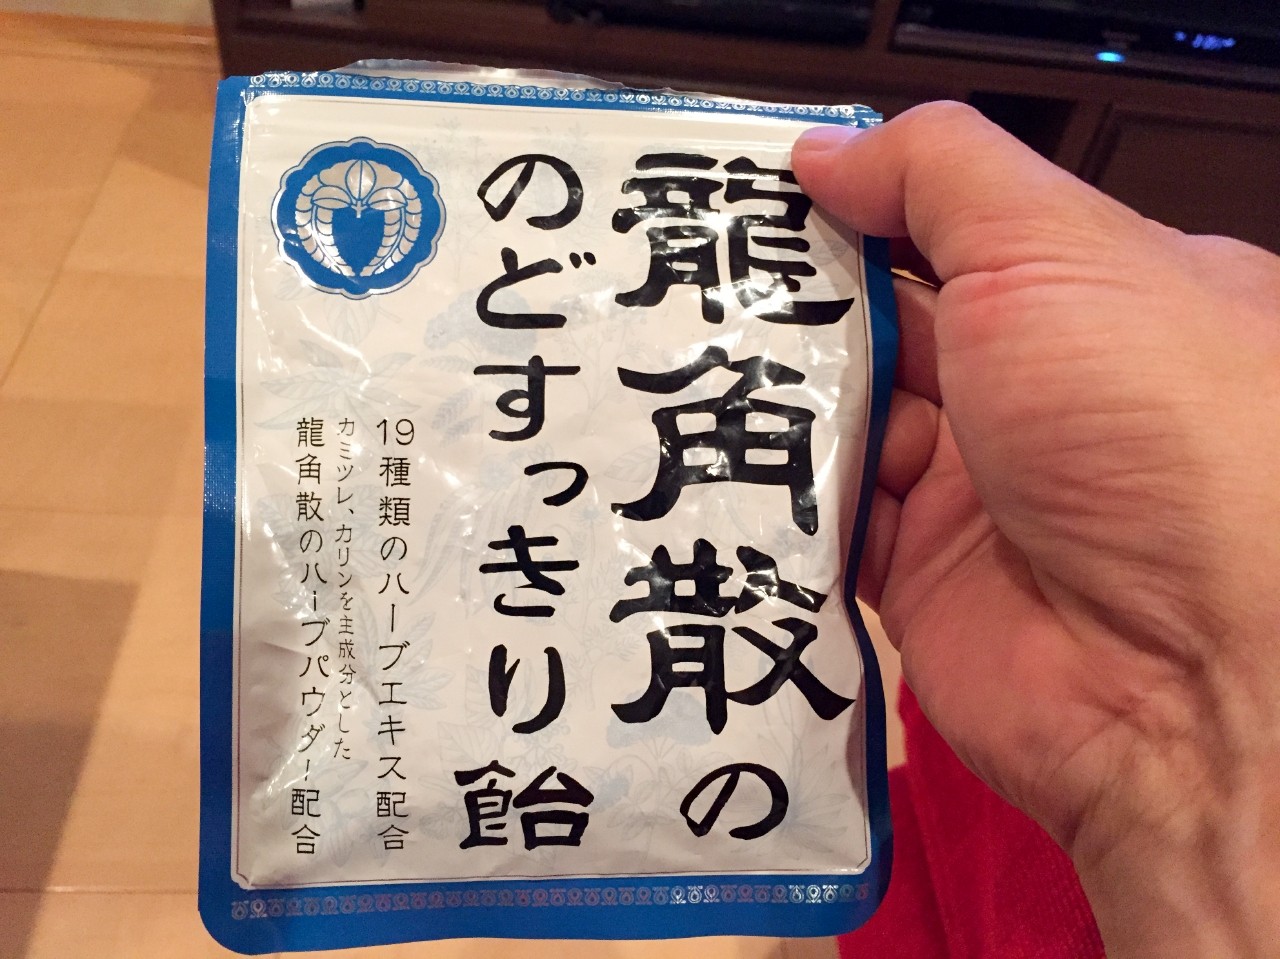 龍角散の
のどすっきり飴
19種類のハーブエキス配合
カミツレ、カリンを主成分とした
龍角散のハーブパウダー配合